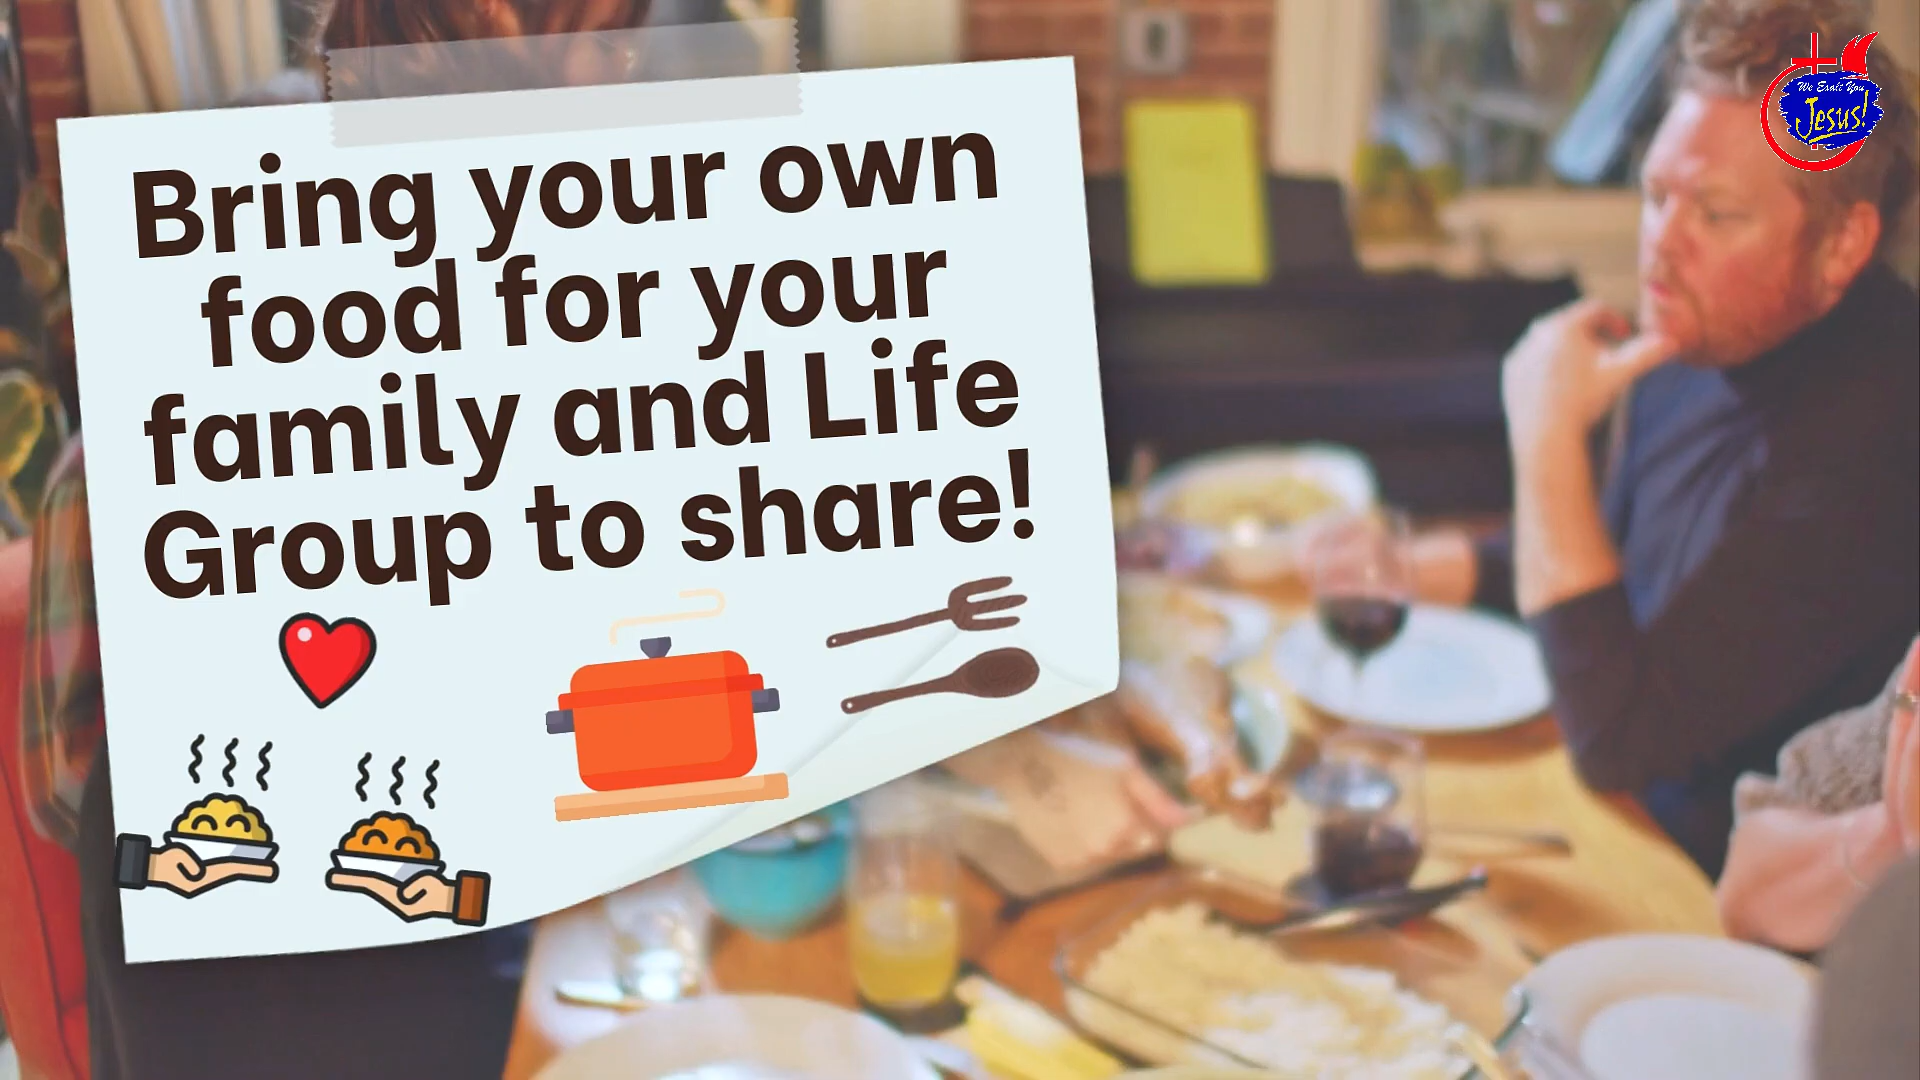 Bring your own
food for your
family and Life
Group to share!
We Exalt You
Jesus!